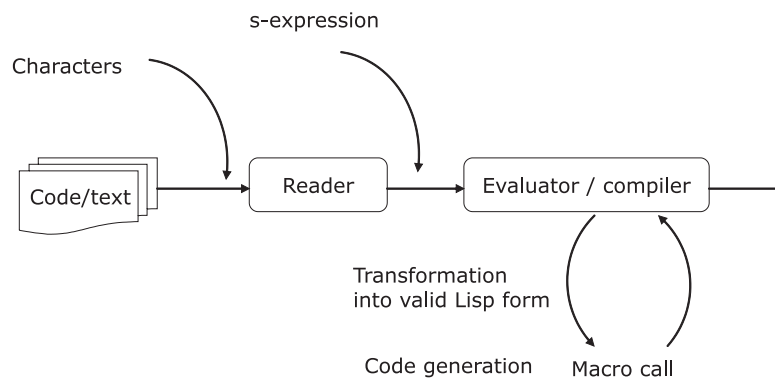 s-expression
Characters
Code/text
Reader
Evaluator / compiler
Transformation
into valid Lisp form
Code generation
Macro call